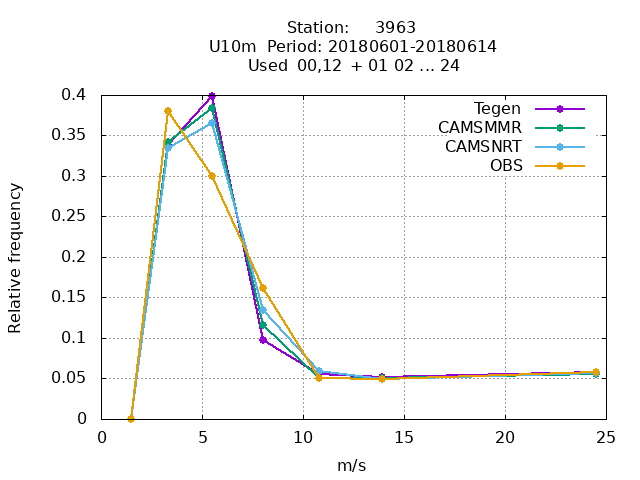 Station: 3963
U10m Period: 20180601-20180614
Used 00,12 + 01 02 ... 24
Tegen
CAMSMMR
CAMSNRT
OBS
Relative frequency
0.4
0.35
0.3
0.25
0.2
0.15
0.1
0.05
0
0 5 10 15 20 25
m/s